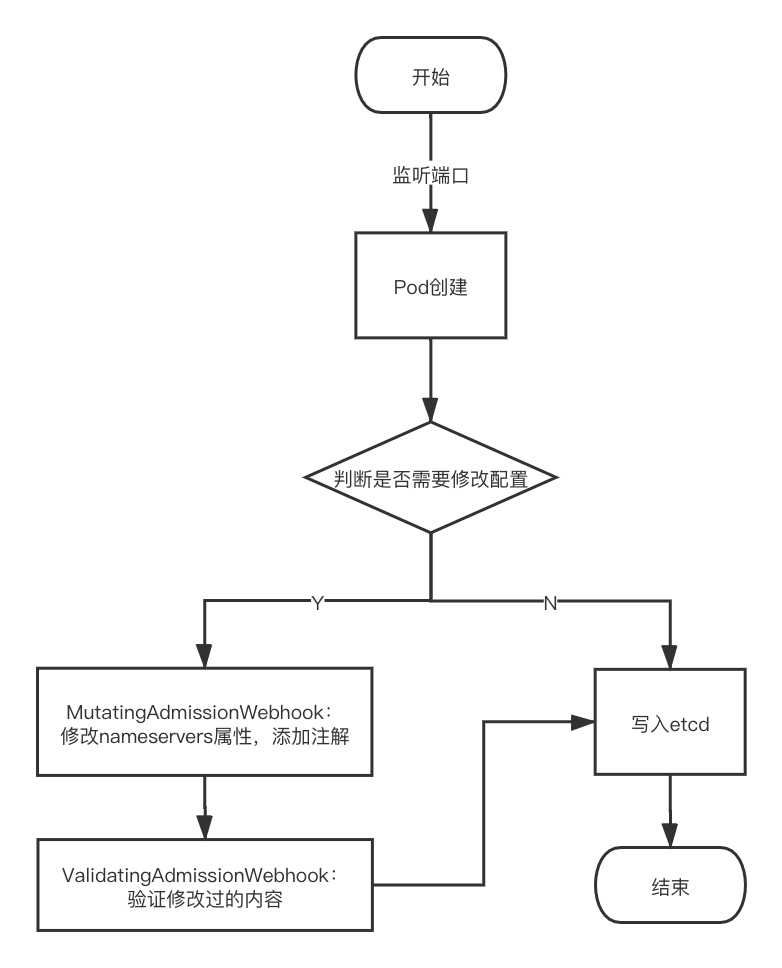 开始
监听端口
Pod创建
判断是否需要修改配置
Y
N
MutatingAdmissionWebhook：
修改nameservers属性，添加注解
写入etcd
ValidatingAdmissionWebhook：
验证修改过的内容
结束